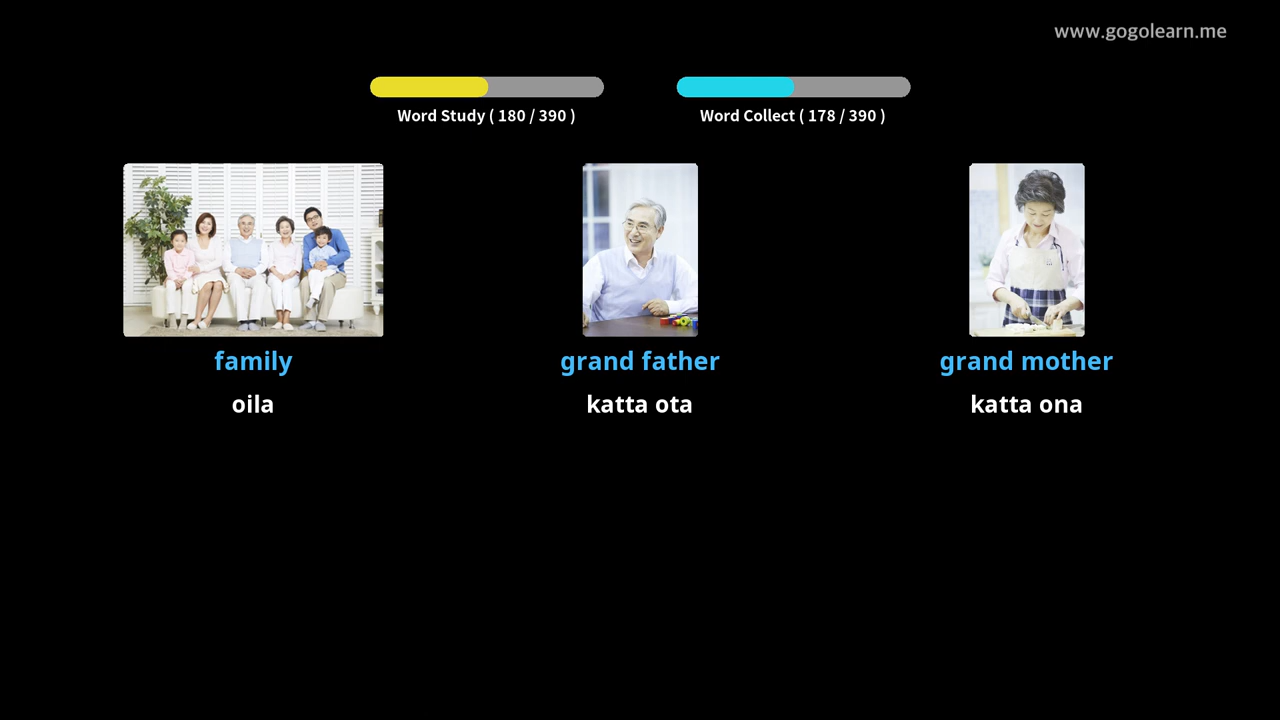 www.gogolearn.me
Word Study ( 180 / 390 )
Word Collect ( 178 / 390 )
family
grand father
grand mother
oila
katta ota
katta ona